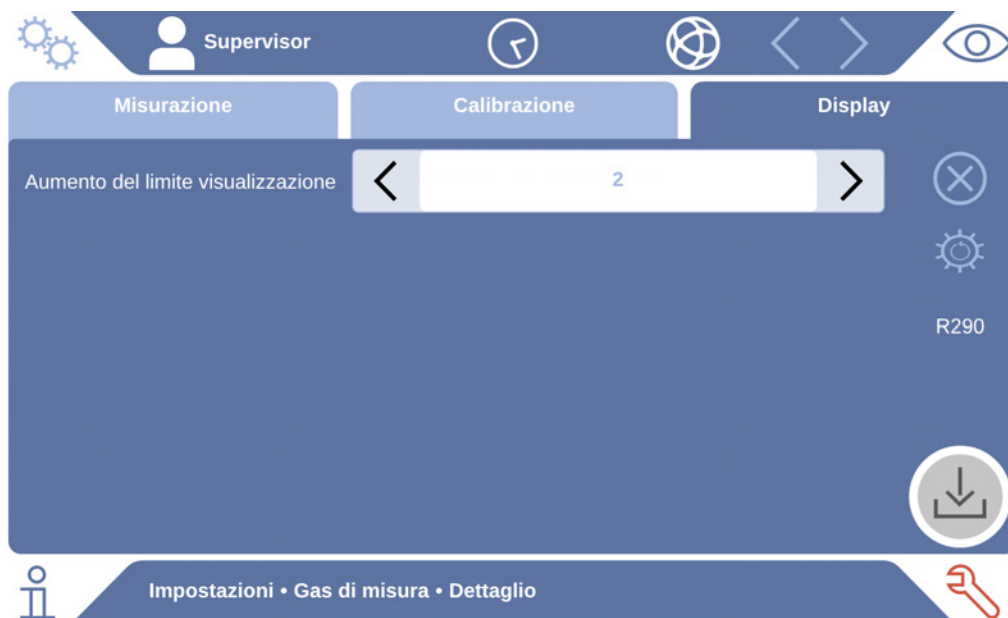 Supervisor
Misurazione
Calibrazione
Display
Aumento del limite visualizzazione
2
R290
Impostazioni • Gas di misura • Dettaglio